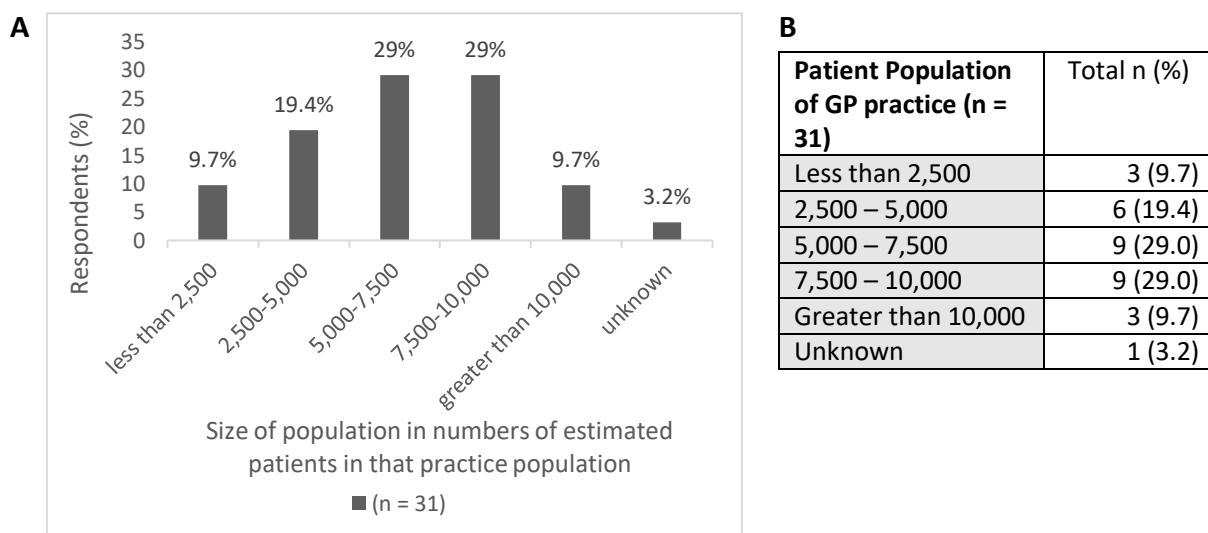 A
35
30
25
20
15
10
5
0
Respondents (%)
9.7%
19.4%
29%
29%
9.7%
3.2%
less than 2,500
2,500-5,000
5,000-7,500
7,500-10,000
greater than 10,000
unknown
Size of population in numbers of estimated
patients in that practice population
(n = 31)
B
Patient Population Total n (%)
of GP practice (n =
31)
Less than 2,500 3 (9.7)
2,500 – 5,000 6 (19.4)
5,000 – 7,500 9 (29.0)
7,500 – 10,000 9 (29.0)
Greater than 10,000 3 (9.7)
Unknown 1 (3.2)